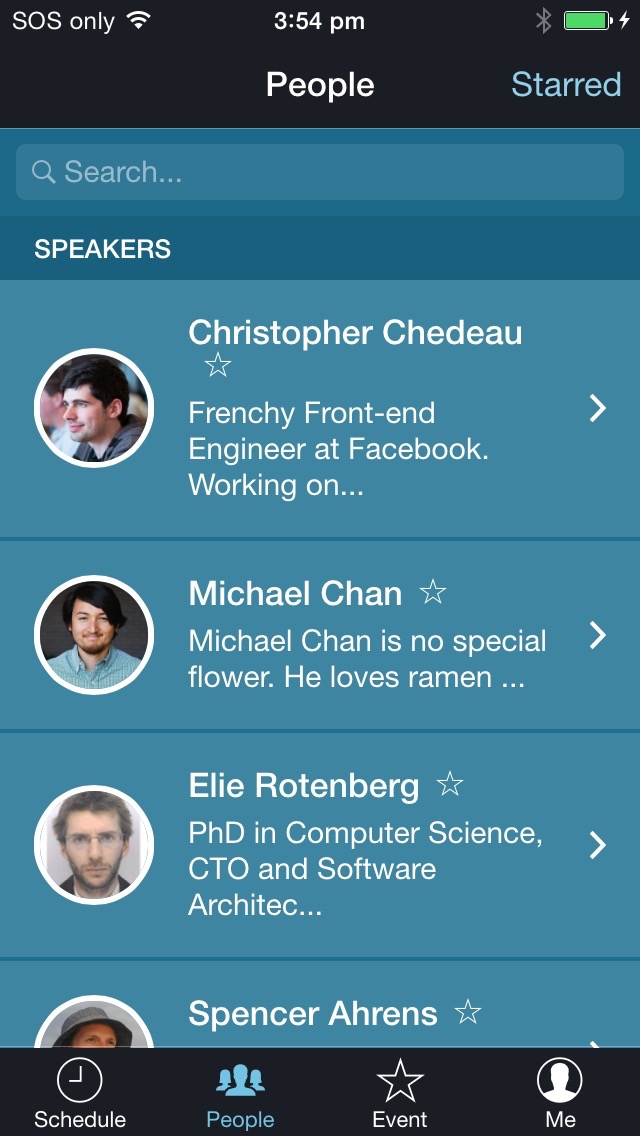 SOS only 3:54 pm
People Starred
Search...
SPEAKERS
Christopher Chedeau ☆
Frenchy Front-end
Engineer at Facebook.
Working on...
Michael Chan ☆
Michael Chan is no special
flower. He loves ramen ...
Elie Rotenberg ☆
PhD in Computer Science,
CTO and Software
Architec...
Spencer Ahrens ☆
Schedule People Event Me